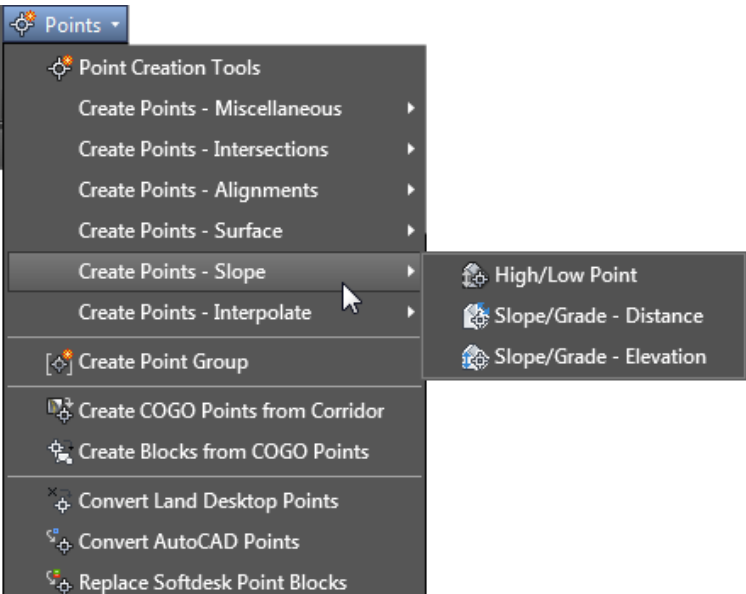 Points
Point Creation Tools
Create Points - Miscellaneous
Create Points - Intersections
Create Points - Alignments
Create Points - Surface
Create Points - Slope
High/Low Point
Slope/Grade - Distance
Slope/Grade - Elevation
Create Points - Interpolate
Create Point Group
Create COGO Points from Corridor
Create Blocks from COGO Points
Convert Land Desktop Points
Convert AutoCAD Points
Replace Softdesk Point Blocks